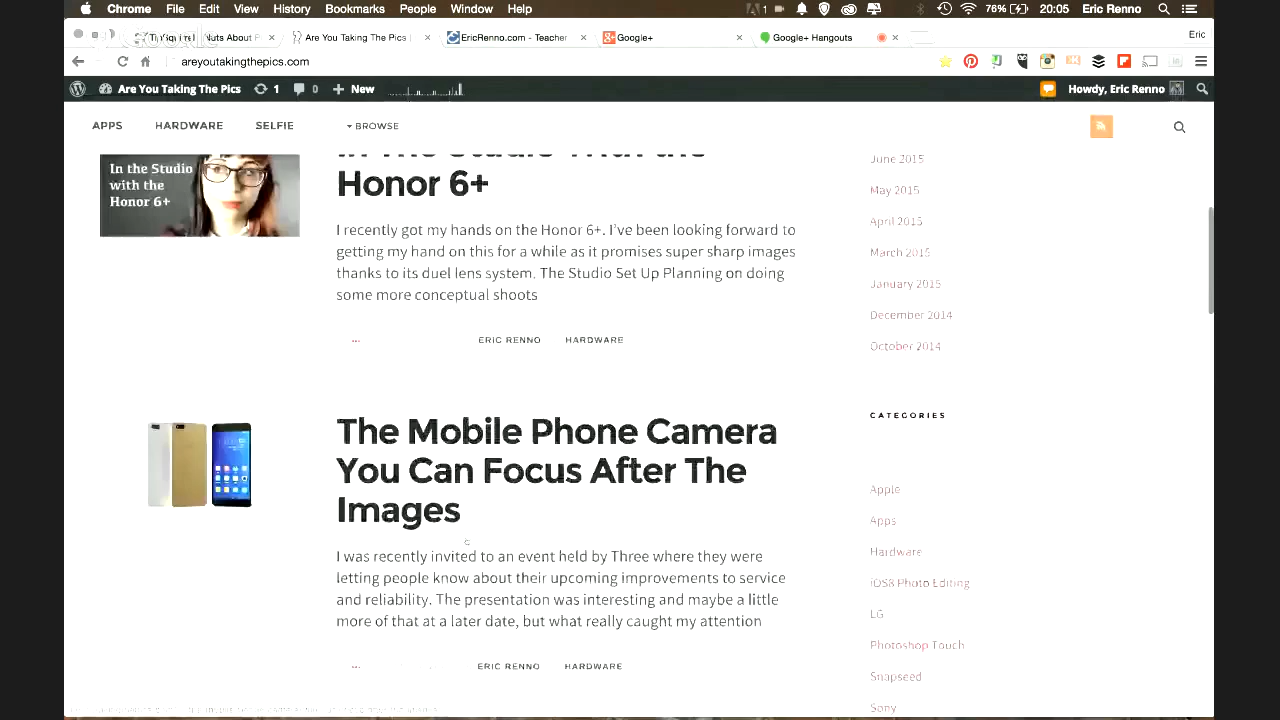 Chrome File Edit View History Bookmarks People Window Help 1 76% 20:05 Eric Renno
Nuts About P Are You Taking The Pics EricRenno.com - Teacher Google+ Google+ Hangouts Eric
areyoutakingthepics.com
Are You Taking The Pics 1 0 New Howdy, Eric Renno
APPS HARDWARE SELFIE BROWSE
In the Studio
with the
Honor 6+
In The Studio With the
Honor 6+
I recently got my hands on the Honor 6+. I've been looking forward to
getting my hand on this for a while as it promises super sharp images
thanks to its duel lens system. The Studio Set Up Planning on doing
some more conceptual shoots
... ERIC RENNO HARDWARE
The Mobile Phone Camera
You Can Focus After The
Images
I was recently invited to an event held by Three where they were
letting people know about their upcoming improvements to service
and reliability. The presentation was interesting and maybe a little
more of that at a later date, but what really caught my attention
... ERIC RENNO HARDWARE
June 2015
May 2015
April 2015
March 2015
January 2015
December 2014
October 2014
CATEGORIES
Apple
Apps
Hardware
iOS8 Photo Editing
LG
Photoshop Touch
Snapseed
Sony